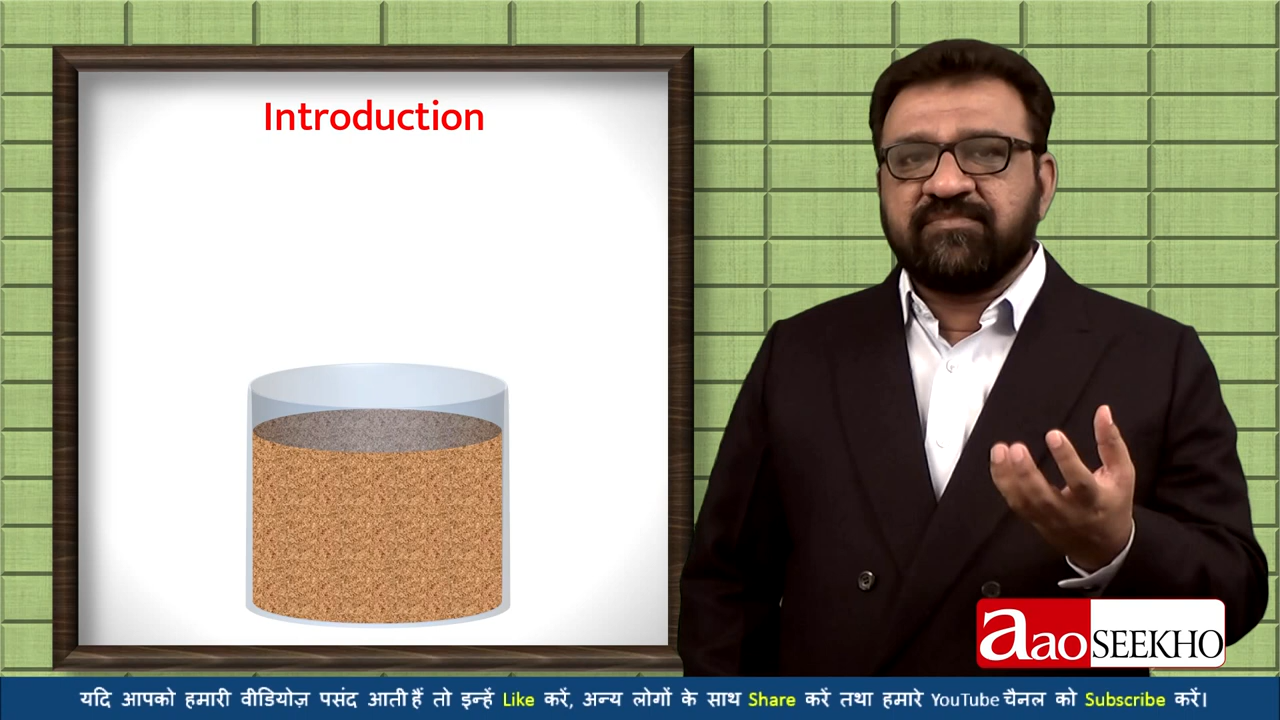 Introduction
aao SEEKHO
यदि आपको हमारी वीडियोज़ पसंद आती हैं तो इन्हें Like करें, अन्य लोगों के साथ Share करें तथा हमारे YouTube चैनल को Subscribe करें।